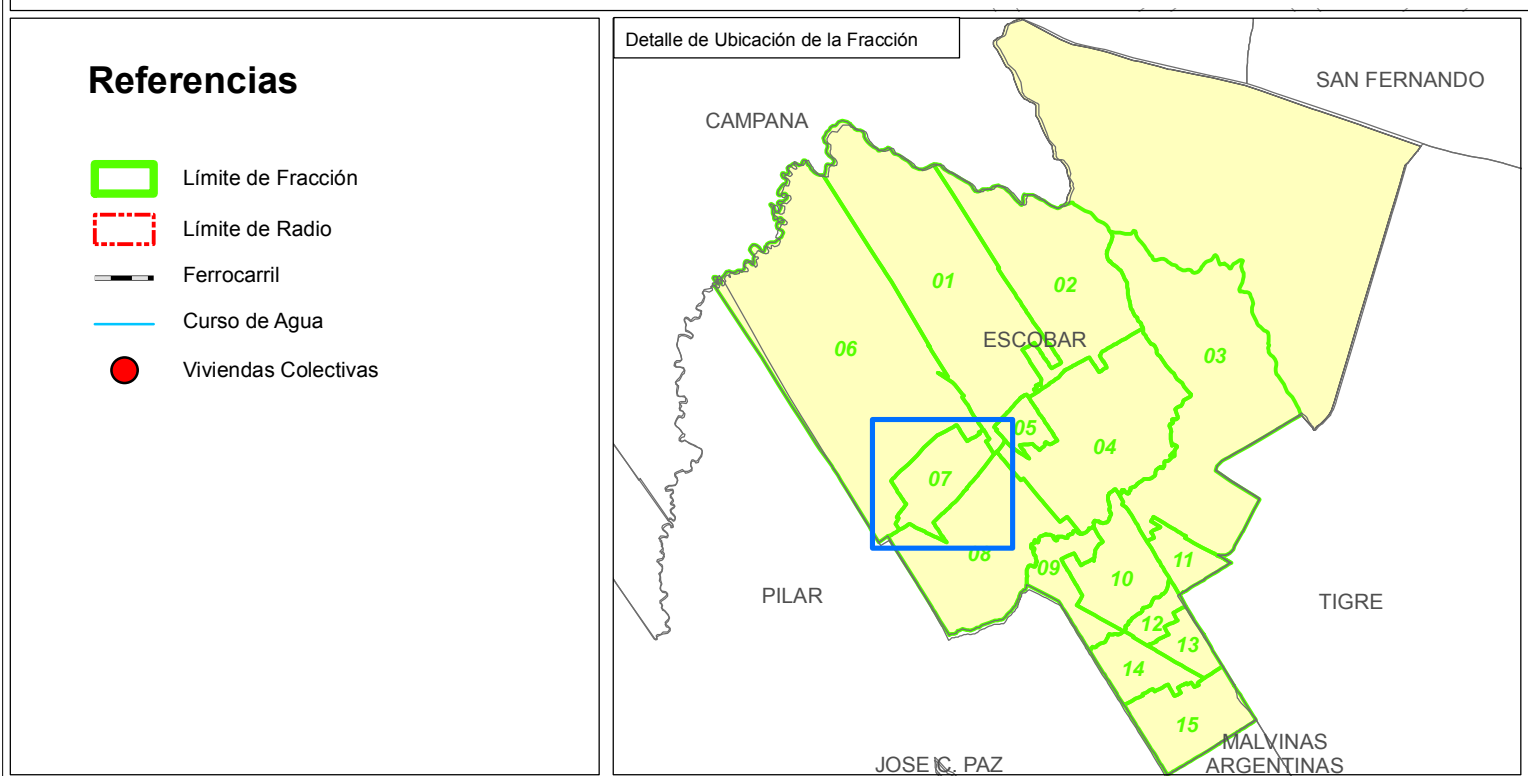 Referencias
Límite de Fracción
Límite de Radio
Ferrocarril
Curso de Agua
Viviendas Colectivas
Detalle de Ubicación de la Fracción
SAN FERNANDO
CAMPANA
01
02
ESCOBAR
03
06
05
04
07
08
09
10
11
PILAR
TIGRE
12
13
14
15
MALVINAS
ARGENTINAS
JOSE C. PAZ